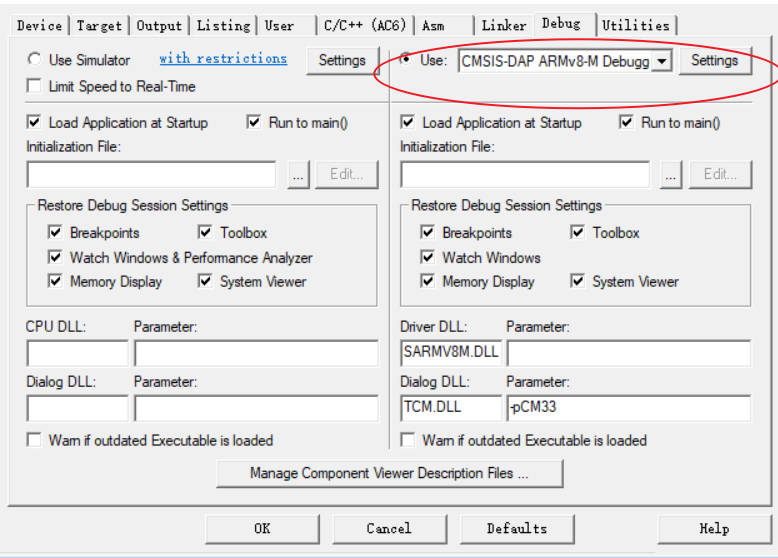 Device Target Output Listing User C/C++ (AC6) Asm Linker Debug Utilities
Use Simulator with restrictions Settings
Limit Speed to Real-Time
Use: CMSIS-DAP ARMv8-M Debugg Settings
Load Application at Startup Run to main()
Initialization File:
... Edit...
Restore Debug Session Settings
Breakpoints Toolbox
Watch Windows & Performance Analyzer
Memory Display System Viewer
CPU DLL: Parameter:
Dialog DLL: Parameter:
Warn if outdated Executable is loaded
Load Application at Startup Run to main()
Initialization File:
... Edit...
Restore Debug Session Settings
Breakpoints Toolbox
Watch Windows
Memory Display System Viewer
Driver DLL: Parameter:
SARMV8M.DLL
Dialog DLL: Parameter:
TCM.DLL -pCM33
Warn if outdated Executable is loaded
Manage Component Viewer Description Files ...
OK Cancel Defaults Help